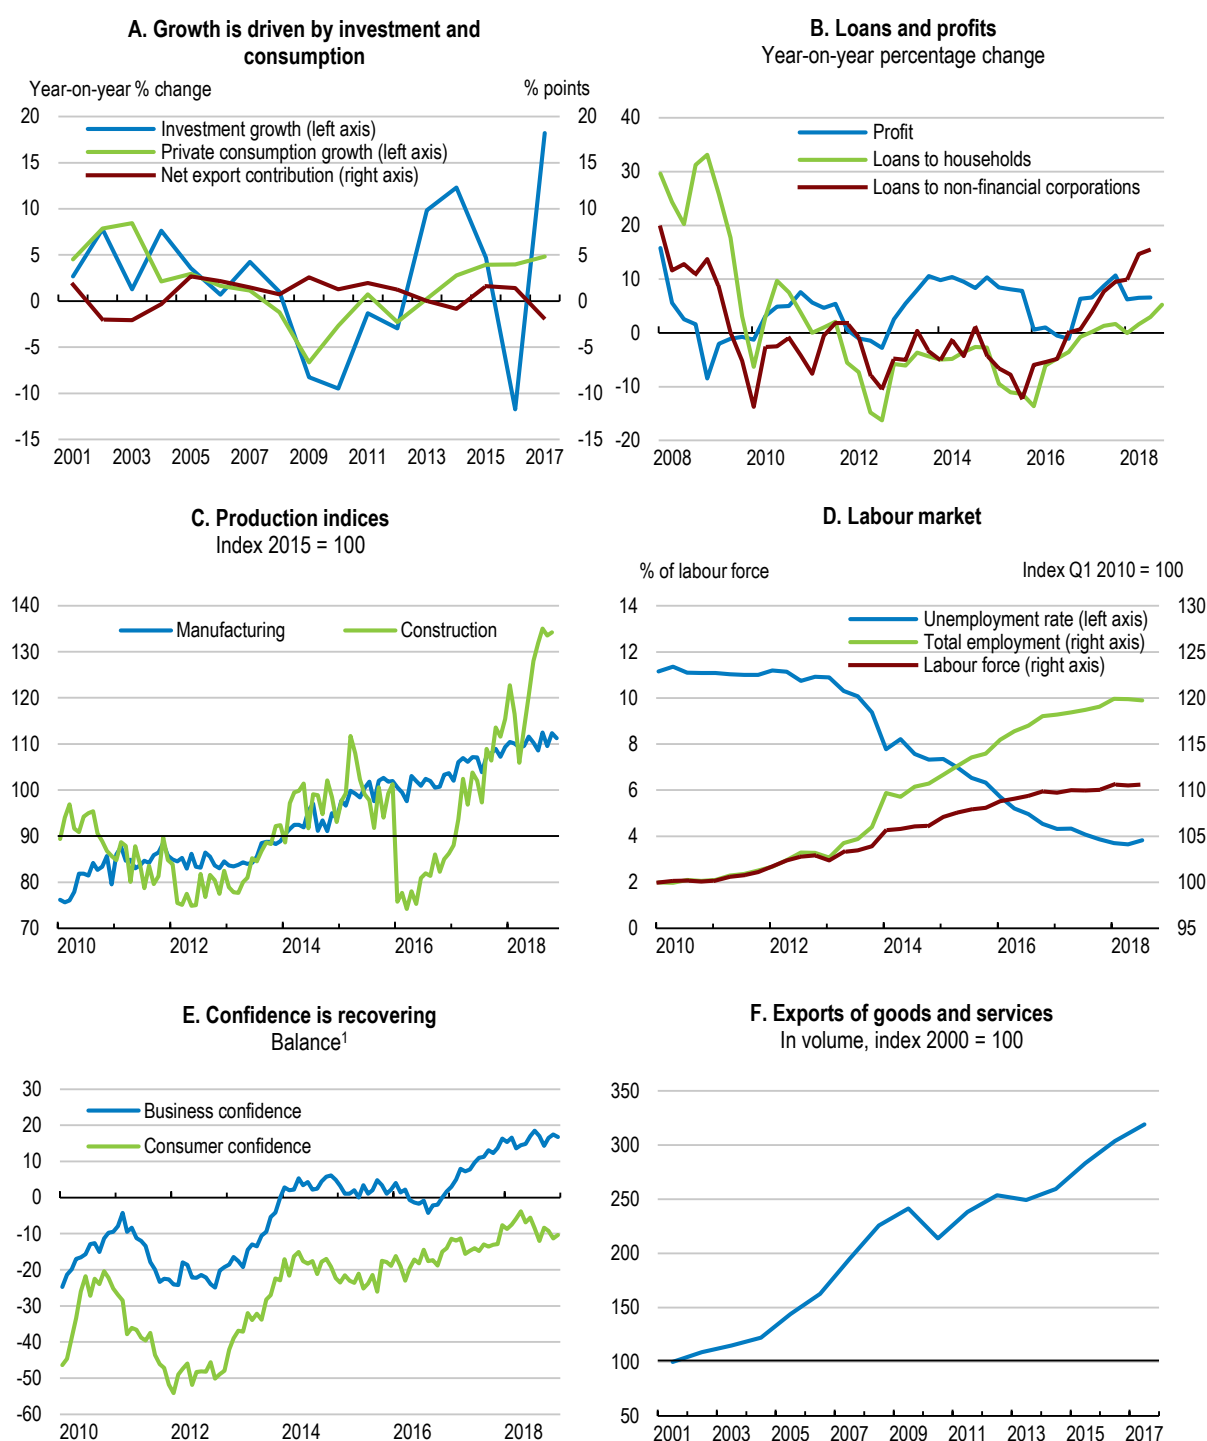 A. Growth is driven by investment and
consumption
Year-on-year % change
% points
20
15
10
5
0
-5
-10
-15
20
15
10
5
0
-5
-10
-15
Investment growth (left axis)
Private consumption growth (left axis)
Net export contribution (right axis)
2001 2003 2005 2007 2009 2011 2013 2015 2017
B. Loans and profits
Year-on-year percentage change
40
30
20
10
0
-10
-20
Profit
Loans to households
Loans to non-financial corporations
2008 2010 2012 2014 2016 2018
C. Production indices
Index 2015 = 100
140
130
120
110
100
90
80
70
Manufacturing
Construction
2010 2012 2014 2016 2018
D. Labour market
% of labour force
Index Q1 2010 = 100
14
12
10
8
6
4
2
0
130
125
120
115
110
105
100
95
Unemployment rate (left axis)
Total employment (right axis)
Labour force (right axis)
2010 2012 2014 2016 2018
E. Confidence is recovering
Balance1
30
20
10
0
-10
-20
-30
-40
-50
-60
Business confidence
Consumer confidence
2010 2012 2014 2016 2018
F. Exports of goods and services
In volume, index 2000 = 100
350
300
250
200
150
100
50
2001 2003 2005 2007 2009 2011 2013 2015 2017